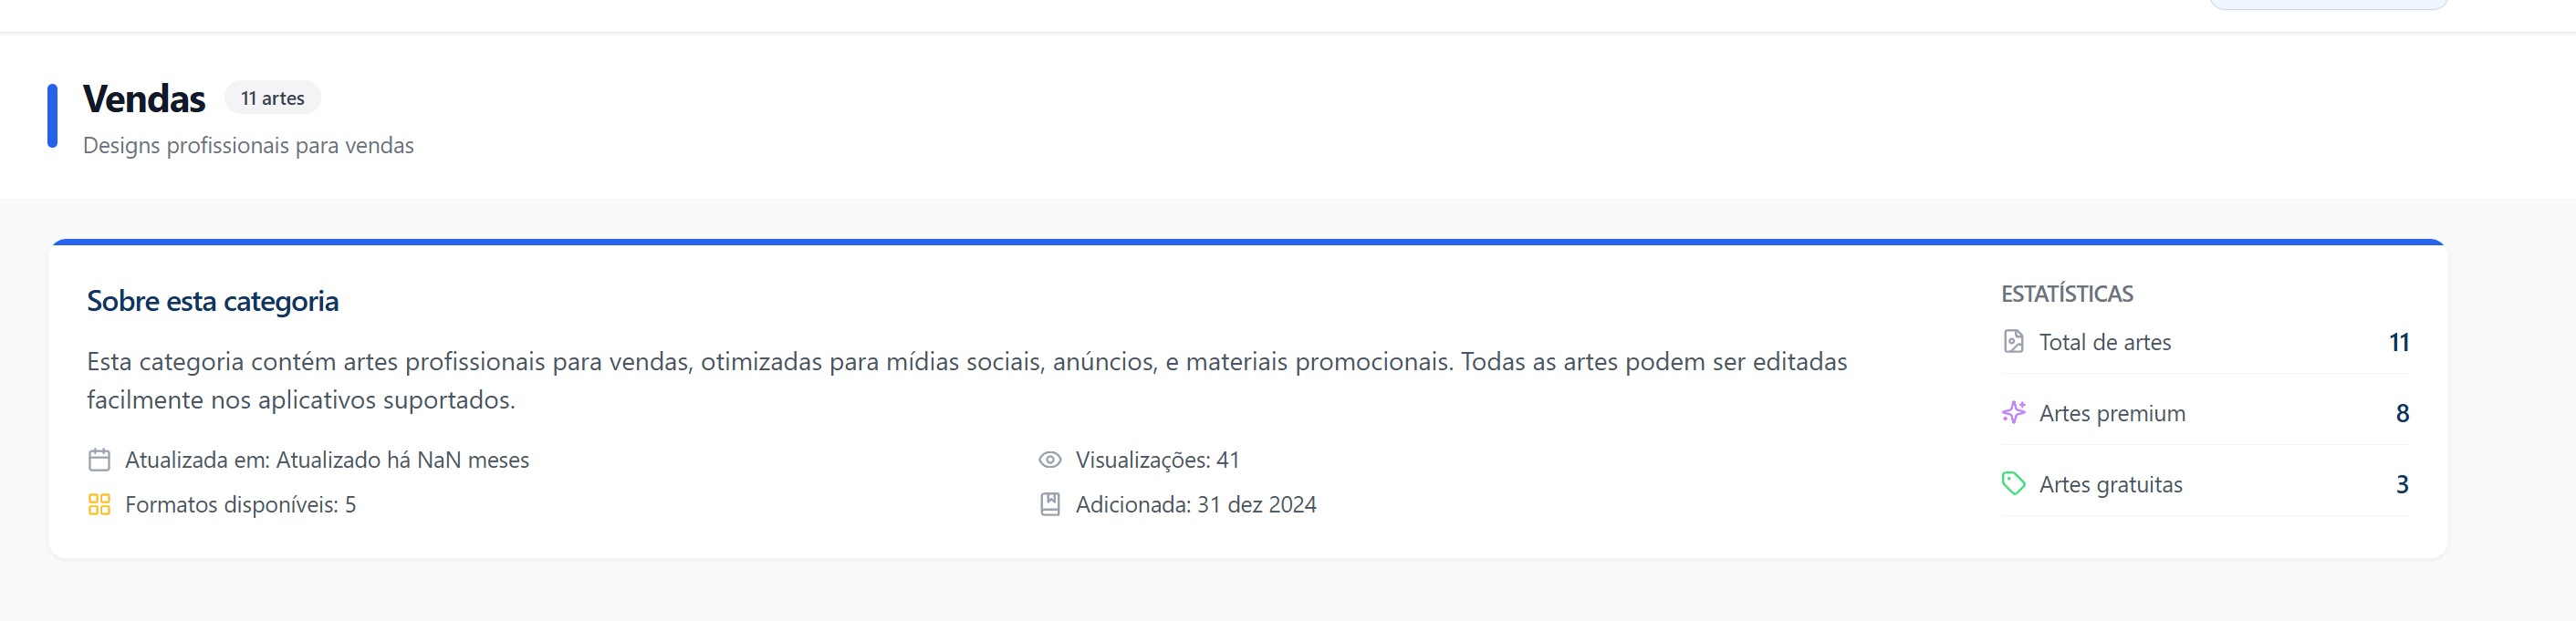 Vendas 11 artes
Designs profissionais para vendas
Sobre esta categoria
Esta categoria contém artes profissionais para vendas, otimizadas para mídias sociais, anúncios, e materiais promocionais. Todas as artes podem ser editadas
facilmente nos aplicativos suportados.
Atualizada em: Atualizado há NaN meses
Visualizações: 41
Formatos disponíveis: 5
Adicionada: 31 dez 2024
ESTATÍSTICAS
Total de artes 11
Artes premium 8
Artes gratuitas 3